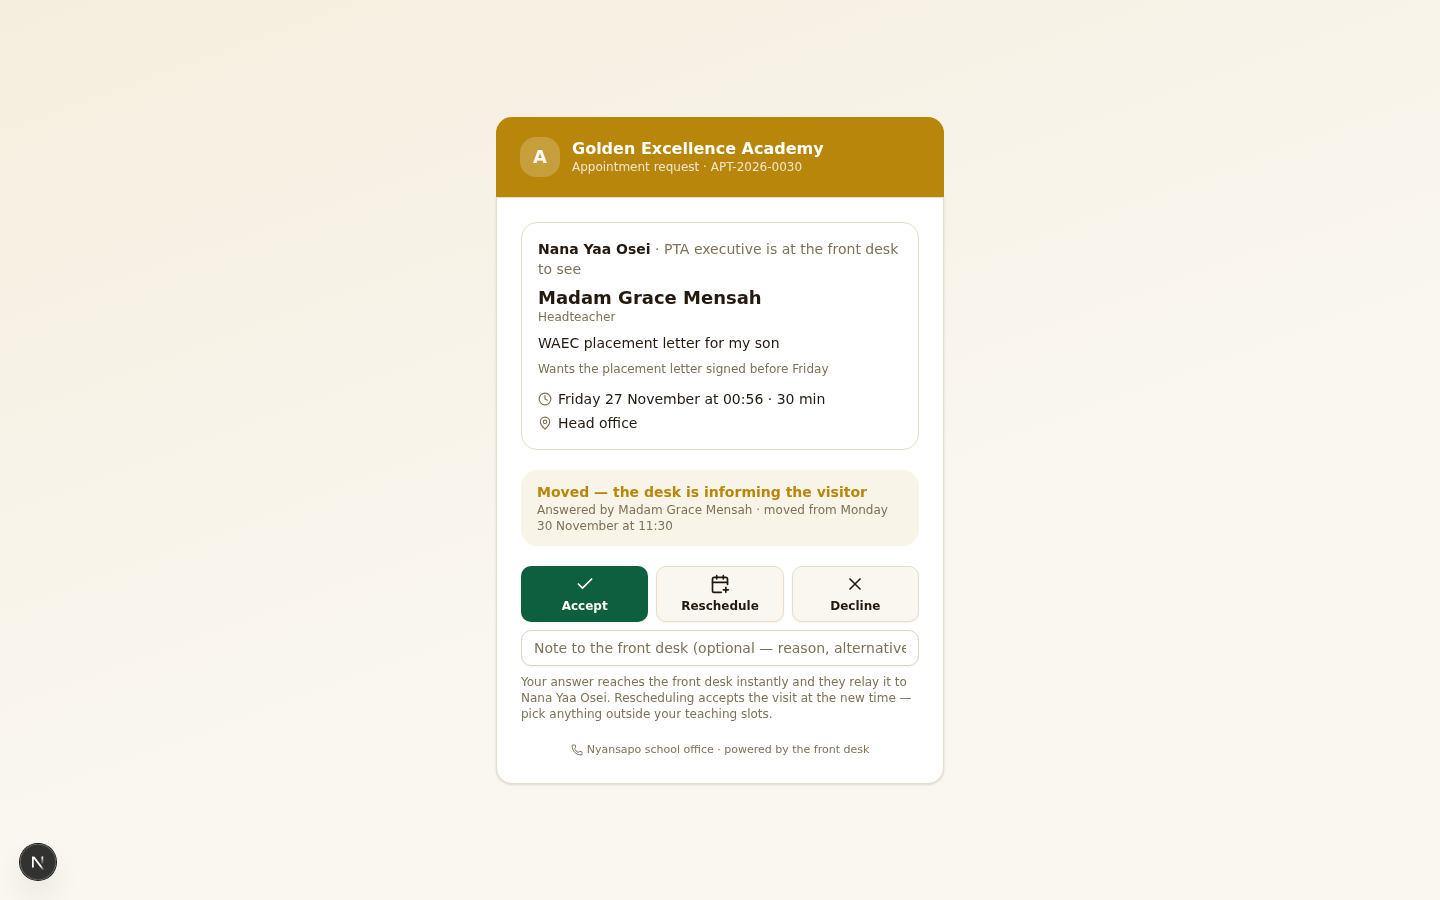 A
Golden Excellence Academy
Appointment request · APT-2026-0030
Nana Yaa Osei · PTA executive is at the front desk
to see
Madam Grace Mensah
Headteacher
WAEC placement letter for my son
Wants the placement letter signed before Friday
Friday 27 November at 00:56 · 30 min
Head office
Moved — the desk is informing the visitor
Answered by Madam Grace Mensah · moved from Monday
30 November at 11:30
Accept
Reschedule
Decline
Note to the front desk (optional — reason, alternative
Your answer reaches the front desk instantly and they relay it to
Nana Yaa Osei. Rescheduling accepts the visit at the new time —
pick anything outside your teaching slots.
Nyansapo school office · powered by the front desk
N